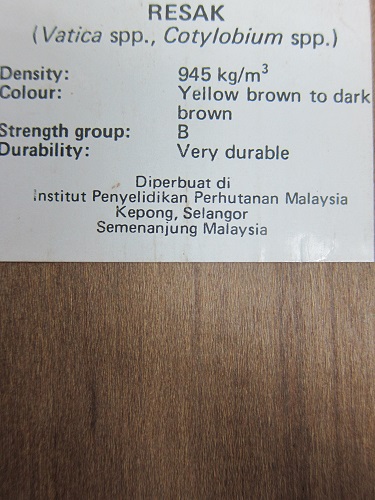 RESAK
(Vatica spp., Cotylobium spp.)
Density: 945 kg/m³
Colour: Yellow brown to dark
brown
Strength group: B
Durability: Very durable
Diperbuat di
Institut Penyelidikan Perhutanan Malaysia
Kepong, Selangor
Semenanjung Malaysia